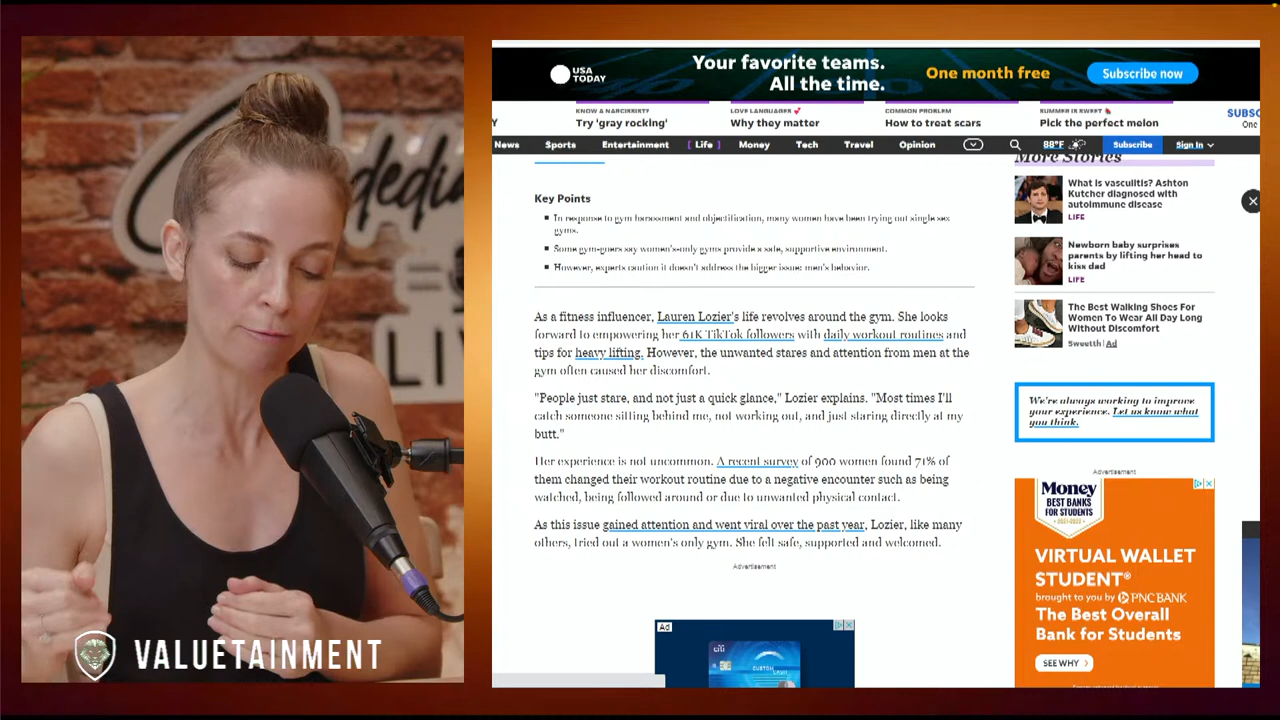 USA
TODAY
Your favorite teams.
All the time.
One month free
Subscribe now
Y
KNOW A NARCISSIST?
Try 'gray rocking'
LOVE LANGUAGES
Why they matter
COMMON PROBLEM
How to treat scars
SUMMER IS SWEET
Pick the perfect melon
SUBSC
One
News
Sports
Entertainment
[ Life ]
Money
Tech
Travel
Opinion
88°F
Subscribe
Sign In
Key Points
In response to gym harassment and objectification, many women have been trying out single sex
gyms.
Some gym-goers say women's-only gyms provide a safe, supportive environment.
However, experts caution it doesn't address the bigger issue: men's behavior.
As a fitness influencer, Lauren Lozier's life revolves around the gym. She looks
forward to empowering her 61K TikTok followers with daily workout routines and
tips for heavy lifting. However, the unwanted stares and attention from men at the
gym often caused her discomfort.
"People just stare, and not just a quick glance," Lozier explains. "Most times I'll
catch someone sitting behind me, not working out, and just staring directly at my
butt."
Her experience is not uncommon. A recent survey of 900 women found 71% of
them changed their workout routine due to a negative encounter such as being
watched, being followed around or due to unwanted physical contact.
As this issue gained attention and went viral over the past year, Lozier, like many
others, tried out a women's only gym. She felt safe, supported and welcomed.
Advertisement
Ad
citi
CUSTOM
CASH
More Stories
What is vasculitis? Ashton
Kutcher diagnosed with
autoimmune disease
LIFE
Newborn baby surprises
parents by lifting her head to
kiss dad
LIFE
The Best Walking Shoes For
Women To Wear All Day Long
Without Discomfort
Sweetth | Ad
We're always working to improve
your experience. Let us know what
you think.
Advertisement
Money
BEST BANKS
FOR STUDENTS
2021-2022
VIRTUAL WALLET
STUDENT®
brought to you by PNC BANK
The Best Overall
Bank for Students
SEE WHY
VALUETAINMENT